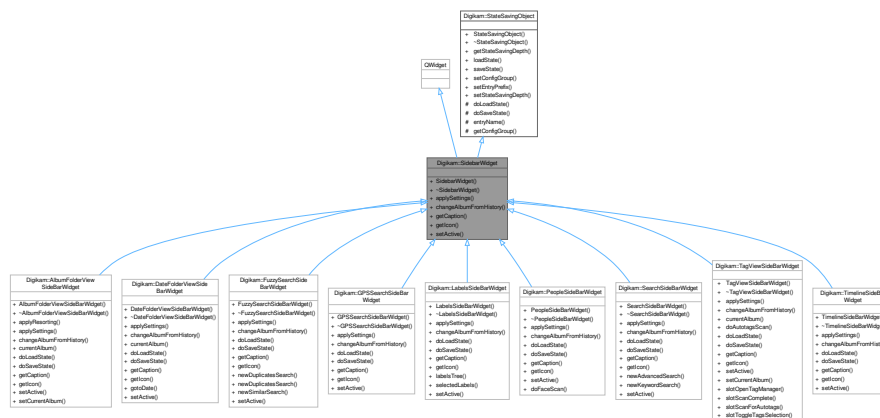 Digikam::StateSavingObject
+ StateSavingObject()
+ ~StateSavingObject()
+ getStateSavingDepth()
+ loadState()
+ saveState()
+ setConfigGroup()
+ setEntryPrefix()
+ setStateSavingDepth()
# doLoadState()
# doSaveState()
# entryName()
# getConfigGroup()
QWidget
Digikam::SidebarWidget
+ SidebarWidget()
+ ~SidebarWidget()
+ applySettings()
+ changeAlbumFromHistory()
+ getCaption()
+ getIcon()
+ setActive()
Digikam::AlbumFolderView
SideBarWidget
+ AlbumFolderViewSideBarWidget()
+ ~AlbumFolderViewSideBarWidget()
+ applyResorting()
+ applySettings()
+ changeAlbumFromHistory()
+ currentAlbum()
+ doLoadState()
+ doSaveState()
+ getCaption()
+ getIcon()
+ setActive()
+ setCurrentAlbum()
Digikam::DateFolderViewSide
BarWidget
+ DateFolderViewSideBarWidget()
+ ~DateFolderViewSideBarWidget()
+ applySettings()
+ changeAlbumFromHistory()
+ currentAlbum()
+ doLoadState()
+ doSaveState()
+ getCaption()
+ getIcon()
+ gotoDate()
+ setActive()
Digikam::FuzzySearchSide
BarWidget
+ FuzzySearchSideBarWidget()
+ ~FuzzySearchSideBarWidget()
+ applySettings()
+ changeAlbumFromHistory()
+ doLoadState()
+ doSaveState()
+ getCaption()
+ getIcon()
+ newDuplicatesSearch()
+ newDuplicatesSearch()
+ newSimilarSearch()
+ setActive()
Digikam::GPSSearchSideBar
Widget
+ GPSSearchSideBarWidget()
+ ~GPSSearchSideBarWidget()
+ applySettings()
+ changeAlbumFromHistory()
+ doLoadState()
+ doSaveState()
+ getCaption()
+ getIcon()
+ setActive()
Digikam::LabelsSideBarWidget
+ LabelsSideBarWidget()
+ ~LabelsSideBarWidget()
+ applySettings()
+ changeAlbumFromHistory()
+ doLoadState()
+ doSaveState()
+ getCaption()
+ getIcon()
+ labelsTree()
+ selectedLabels()
+ setActive()
Digikam::PeopleSideBarWidget
+ PeopleSideBarWidget()
+ ~PeopleSideBarWidget()
+ applySettings()
+ changeAlbumFromHistory()
+ doLoadState()
+ doSaveState()
+ getCaption()
+ getIcon()
+ setActive()
+ doFaceScan()
Digikam::SearchSideBarWidget
+ SearchSideBarWidget()
+ ~SearchSideBarWidget()
+ applySettings()
+ changeAlbumFromHistory()
+ doLoadState()
+ doSaveState()
+ getCaption()
+ getIcon()
+ newAdvancedSearch()
+ newKeywordSearch()
+ setActive()
Digikam::TagViewSideBarWidget
+ TagViewSideBarWidget()
+ ~TagViewSideBarWidget()
+ applySettings()
+ changeAlbumFromHistory()
+ currentAlbum()
+ doAutotagsScan()
+ doLoadState()
+ doSaveState()
+ getCaption()
+ getIcon()
+ setActive()
+ setCurrentAlbum()
+ slotOpenTagManager()
+ slotScanComplete()
+ slotScanForAutotags()
+ slotToggleTagsSelection()
Digikam::TimelineSideBar
Widget
+ TimelineSideBarWidget()
+ ~TimelineSideBarWidget
+ applySettings()
+ changeAlbumFromHistory
+ doLoadState()
+ doSaveState()
+ getCaption()
+ getIcon()
+ setActive()